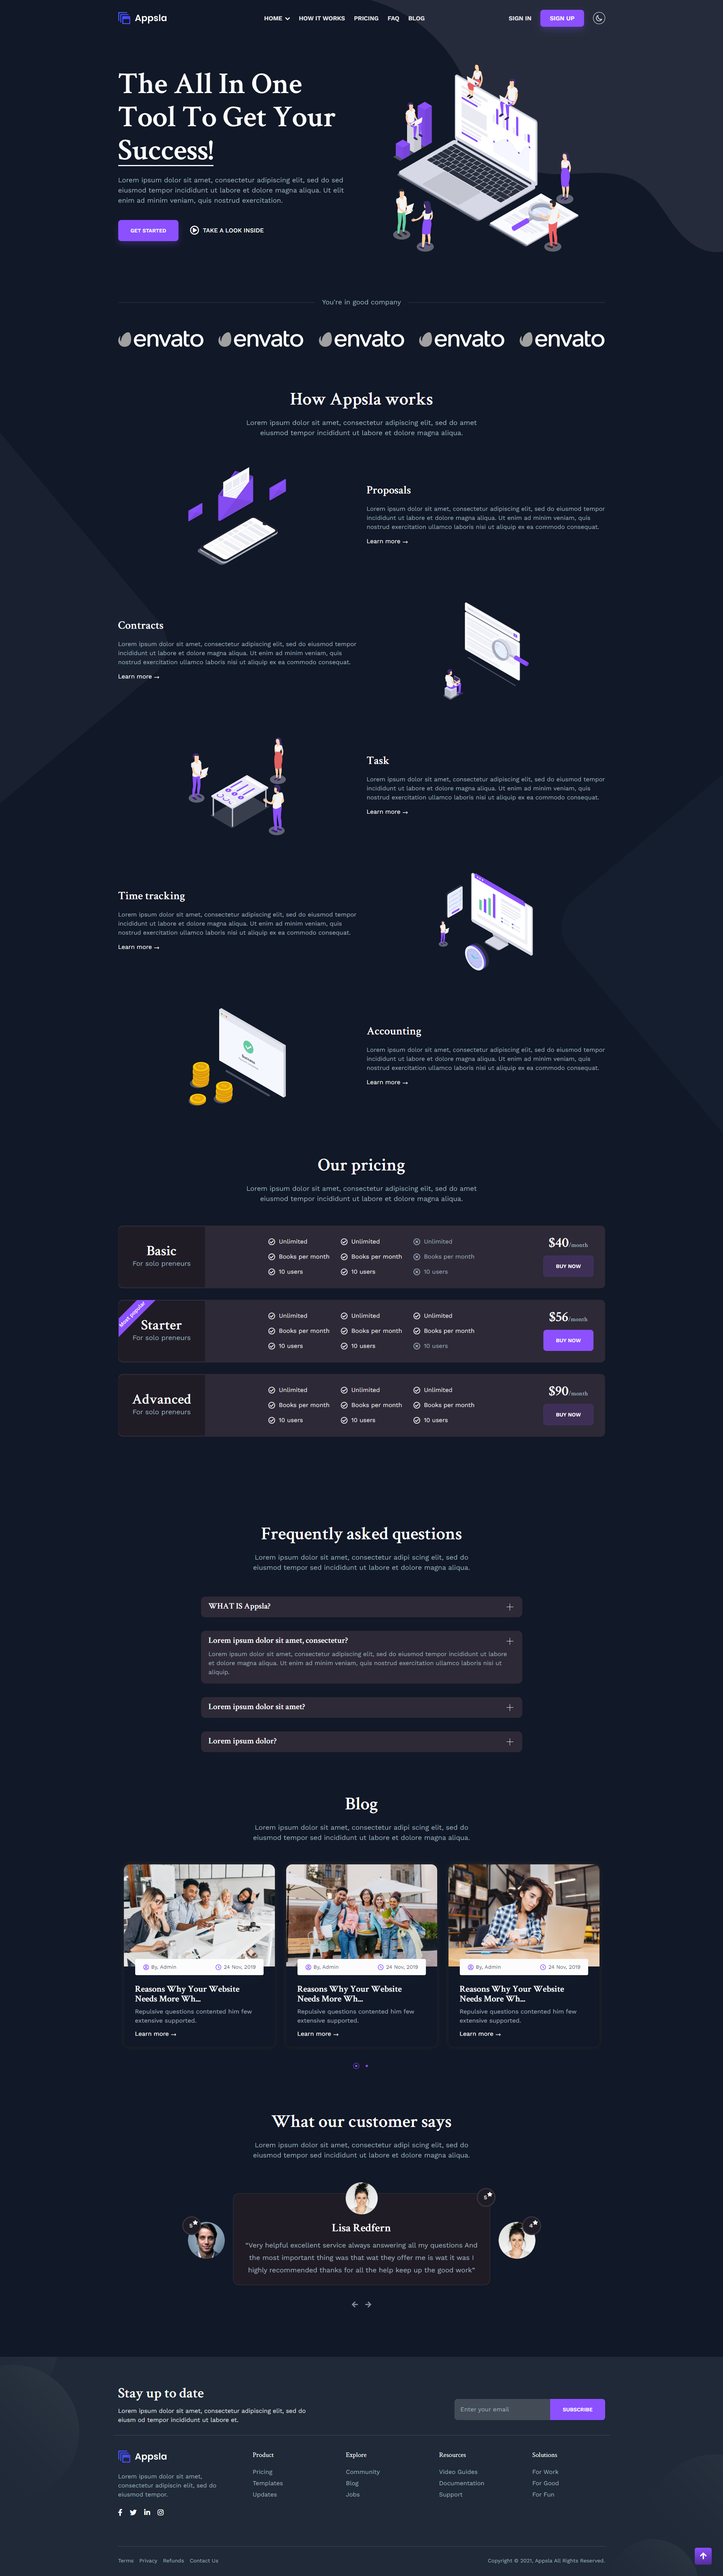 Appsla
HOME HOW IT WORKS PRICING FAQ BLOG
SIGN IN SIGN UP
The All In One
Tool To Get Your
Success!
Lorem ipsum dolor sit amet, consectetur adipiscing elit, sed do sed
eiusmod tempor incididunt ut labore et dolore magna aliqua. Ut elit
enim ad minim veniam, quis nostrud exercitation.
GET STARTED TAKE A LOOK INSIDE
You're in good company
envato envato envato envato envato
How Appsla works
Lorem ipsum dolor sit amet, consectetur adipiscing elit, sed do amet
eiusmod tempor incididunt ut labore et dolore magna aliqua.
Proposals
Lorem ipsum dolor sit amet, consectetur adipiscing elit, sed do eiusmod tempor
incididunt ut labore et dolore magna aliqua. Ut enim ad minim veniam, quis
nostrud exercitation ullamco laboris nisi ut aliquip ex ea commodo consequast.
Learn more →
Contracts
Lorem ipsum dolor sit amet, consectetur adipiscing elit, sed do eiusmod tempor
incididunt ut labore et dolore magna aliqua. Ut enim ad minim veniam, quis
nostrud exercitation ullamco laboris nisi ut aliquip ex ea commodo consequast.
Learn more →
Task
Lorem ipsum dolor sit amet, consectetur adipiscing elit, sed do eiusmod tempor
incididunt ut labore et dolore magna aliqua. Ut enim ad minim veniam, quis
nostrud exercitation ullamco laboris nisi ut aliquip ex ea commodo consequast.
Learn more →
Time tracking
Lorem ipsum dolor sit amet, consectetur adipiscing elit, sed do eiusmod tempor
incididunt ut labore et dolore magna aliqua. Ut enim ad minim veniam, quis
nostrud exercitation ullamco laboris nisi ut aliquip ex ea commodo consequast.
Learn more →
Success
Accounting
Lorem ipsum dolor sit amet, consectetur adipiscing elit, sed do eiusmod tempor
incididunt ut labore et dolore magna aliqua. Ut enim ad minim veniam, quis
nostrud exercitation ullamco laboris nisi ut aliquip ex ea commodo consequast.
Learn more →
Our pricing
Lorem ipsum dolor sit amet, consectetur adipiscing elit, sed do amet
eiusmod tempor incididunt ut labore et dolore magna aliqua.
Basic
For solo preneurs
Unlimited Unlimited Unlimited
Books per month Books per month Books per month
10 users 10 users 10 users
$40/month
BUY NOW
Most popular
Starter
For solo preneurs
Unlimited Unlimited Unlimited
Books per month Books per month Books per month
10 users 10 users 10 users
$56/month
BUY NOW
Advanced
For solo preneurs
Unlimited Unlimited Unlimited
Books per month Books per month Books per month
10 users 10 users 10 users
$90/month
BUY NOW
Frequently asked questions
Lorem ipsum dolor sit amet, consectetur adipi scing elit, sed do
eiusmod tempor sed incididunt ut labore et dolore magna aliqua.
WHAT IS Appsla?
Lorem ipsum dolor sit amet, consectetur?
Lorem ipsum dolor sit amet, consectetur adipiscing elit, sed do eiusmod tempor incididunt ut labore
et dolore magna aliqua. Ut enim ad minim veniam, quis nostrud exercitation ullamco laboris nisi ut
aliquip.
Lorem ipsum dolor sit amet?
Lorem ipsum dolor?
Blog
Lorem ipsum dolor sit amet, consectetur adipi scing elit, sed do
eiusmod tempor sed incididunt ut labore et dolore magna aliqua.
By, Admin 24 Nov, 2019
Reasons Why Your Website
Needs More Wh...
Repulsive questions contented him few
extensive supported.
Learn more →
By, Admin 24 Nov, 2019
Reasons Why Your Website
Needs More Wh...
Repulsive questions contented him few
extensive supported.
Learn more →
By, Admin 24 Nov, 2019
Reasons Why Your Website
Needs More Wh...
Repulsive questions contented him few
extensive supported.
Learn more →
What our customer says
Lorem ipsum dolor sit amet, consectetur adipi scing elit, sed do
eiusmod tempor sed incididunt ut labore et dolore magna aliqua.
5
5
4
Lisa Redfern
“Very helpful excellent service always answering all my questions And
the most important thing was that wat they offer me is wat it was I
highly recommended thanks for all the help keep up the good work”
Stay up to date
Lorem ipsum dolor sit amet, consectetur adipiscing elit, sed do
eiusm od tempor incididunt ut labore et.
Enter your email SUBSCRIBE
Appsla
Lorem ipsum dolor sit amet,
consectetur adipiscin elit, sed do
eiusmod tempor.
Product
Pricing
Templates
Updates
Explore
Community
Blog
Jobs
Resources
Video Guides
Documentation
Support
Solutions
For Work
For Good
For Fun
Terms Privacy Refunds Contact Us
Copyright © 2021, Appsla All Rights Reserved.